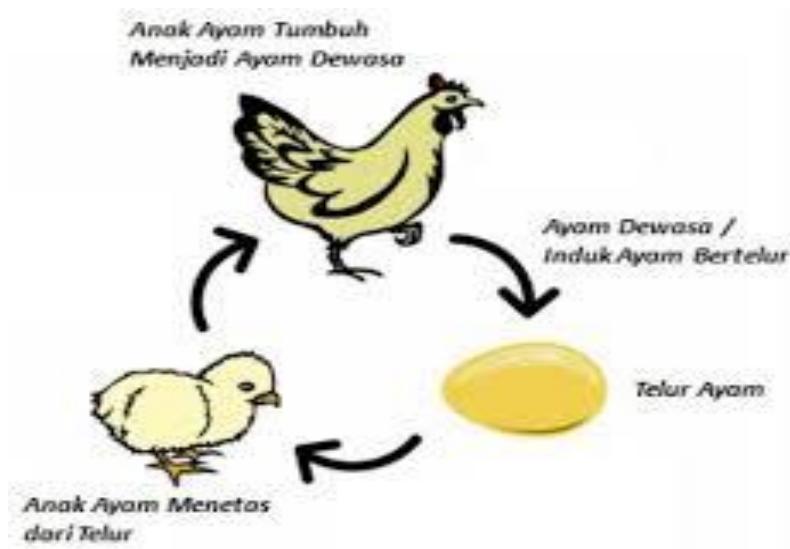 Anak Ayam Tumbuh
Menjadi Ayam Dewasa
Ayam Dewasa /
Induk Ayam Bertelur
Telur Ayam
Anak Ayam Menetas
dari Telur